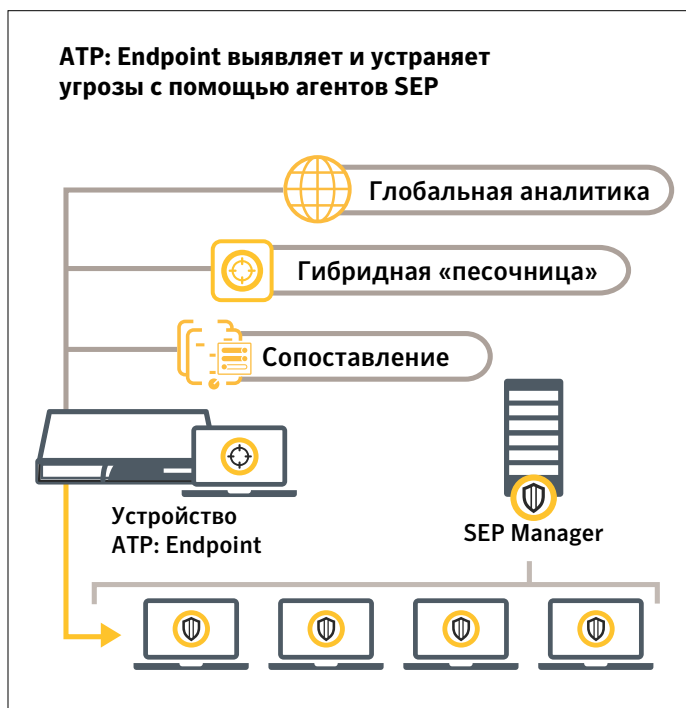 ATP: Endpoint выявляет и устраняет
угрозы с помощью агентов SEP
Глобальная аналитика
Гибридная «песочница»
Сопоставление
Устройство
ATP: Endpoint
SEP Manager